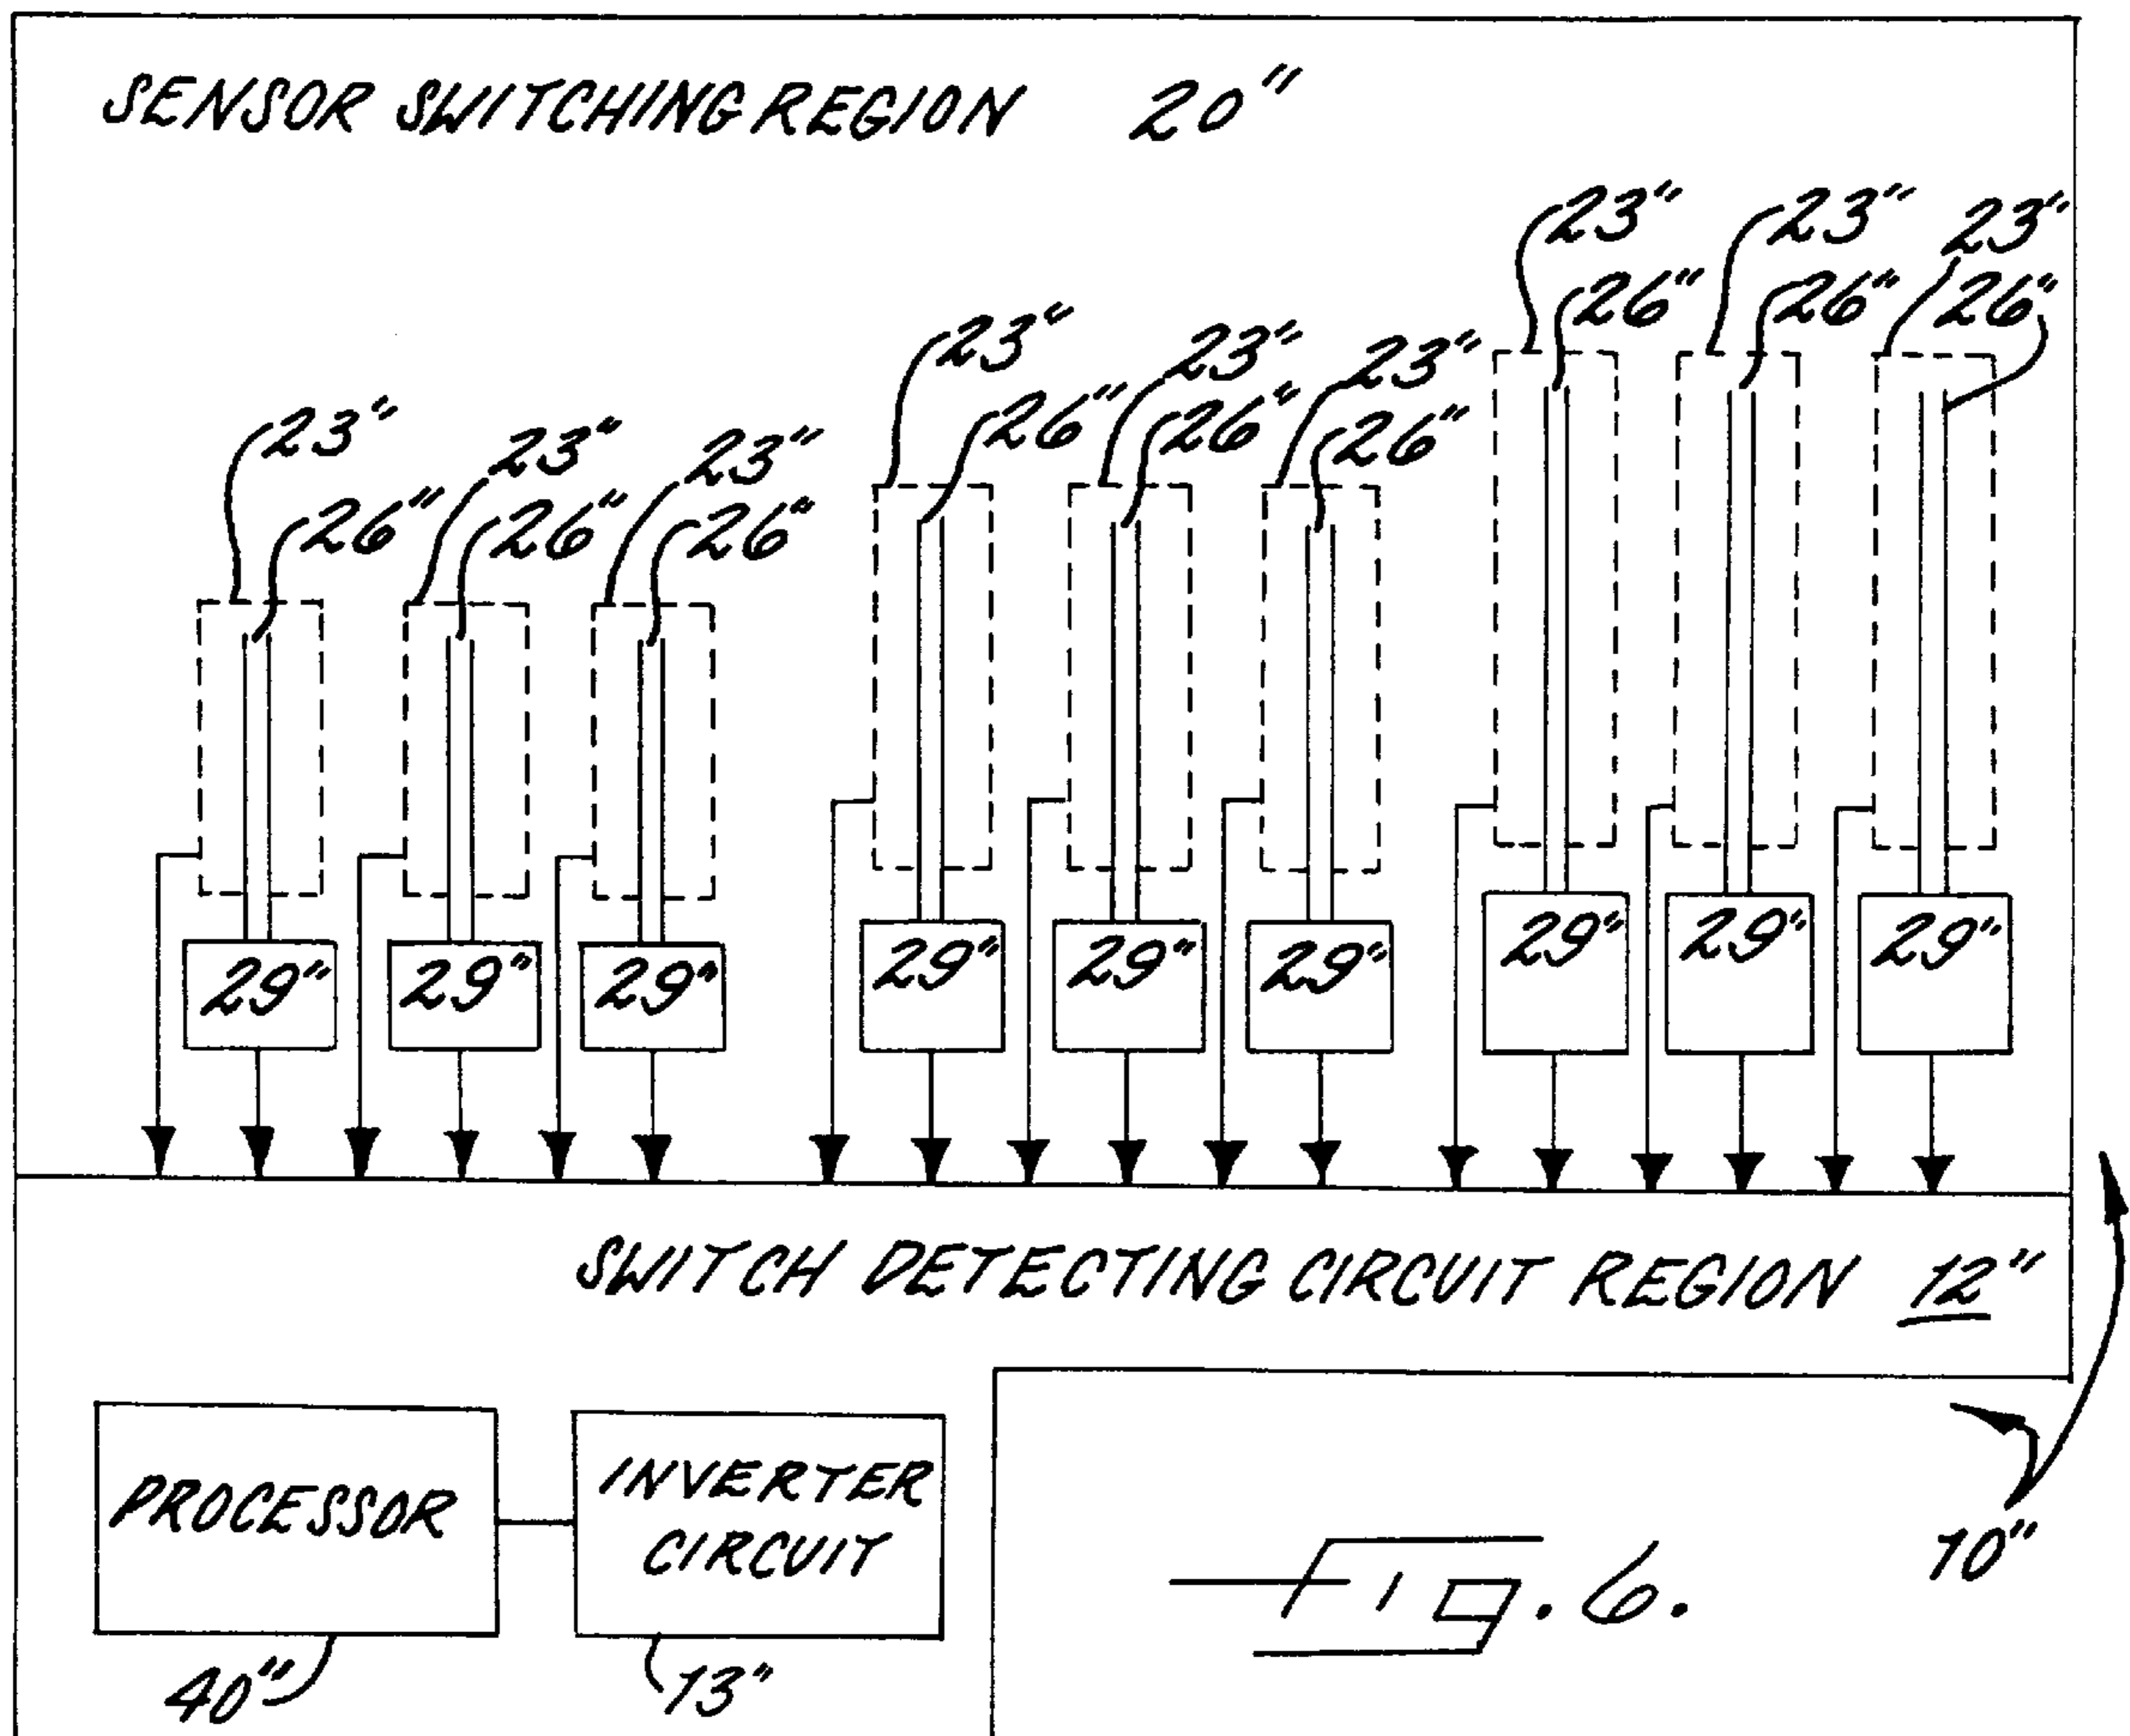 SENSOR SWITCHING REGION 20"
23" 23" 23"
26" 26" 26"
23" 23" 23"
26" 26" 26"
23" 23" 23"
26" 26" 26"
29" 29" 29" 29" 29" 29" 29" 29" 29"
SWITCH DETECTING CIRCUIT REGION 12"
PROCESSOR
40"
INVERTER
CIRCUIT
13"
Fig. 6.
10"